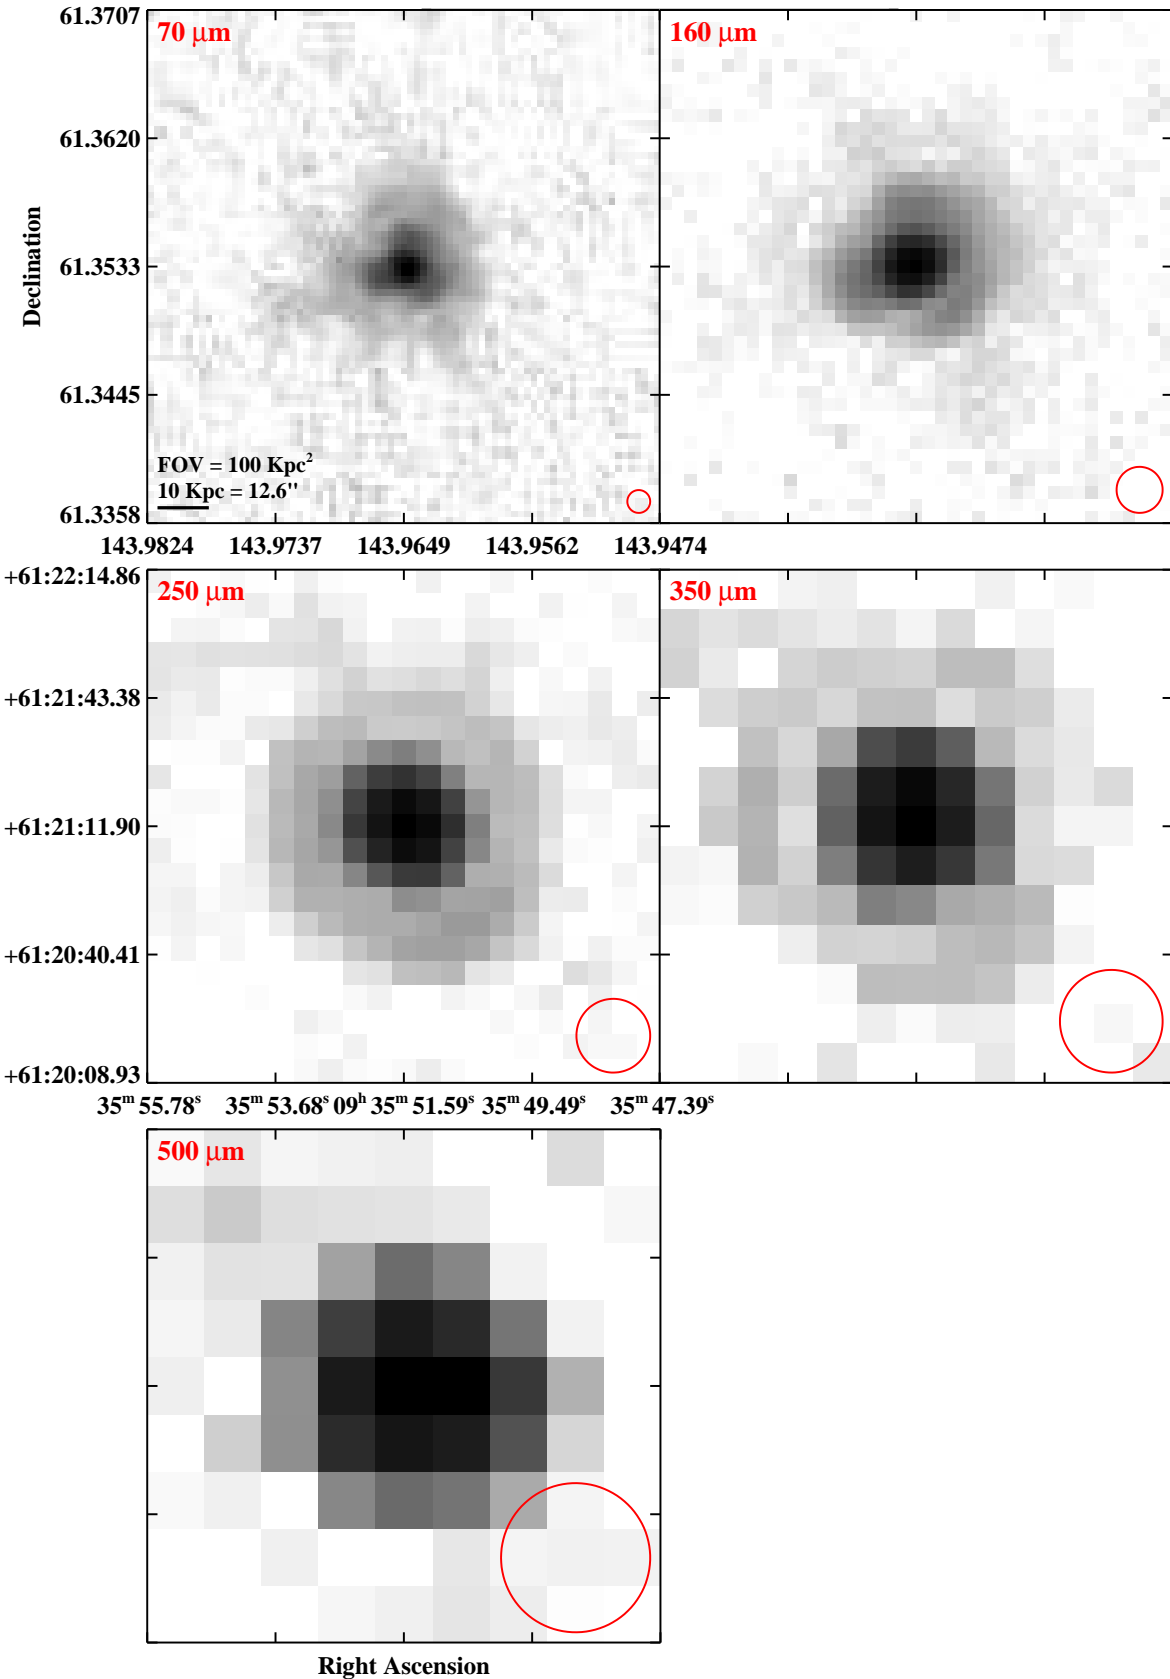 61.3707
70 μm
160 μm
61.3620
61.3533
61.3445
61.3358
Declination
FOV = 100 Kpc²
10 Kpc = 12.6"
143.9824 143.9737 143.9649 143.9562 143.9474
+61:22:14.86
250 μm
350 μm
+61:21:43.38
+61:21:11.90
+61:20:40.41
+61:20:08.93
35ᵐ 55.78ˢ 35ᵐ 53.68ˢ 09ʰ 35ᵐ 51.59ˢ 35ᵐ 49.49ˢ 35ᵐ 47.39ˢ
500 μm
Right Ascension